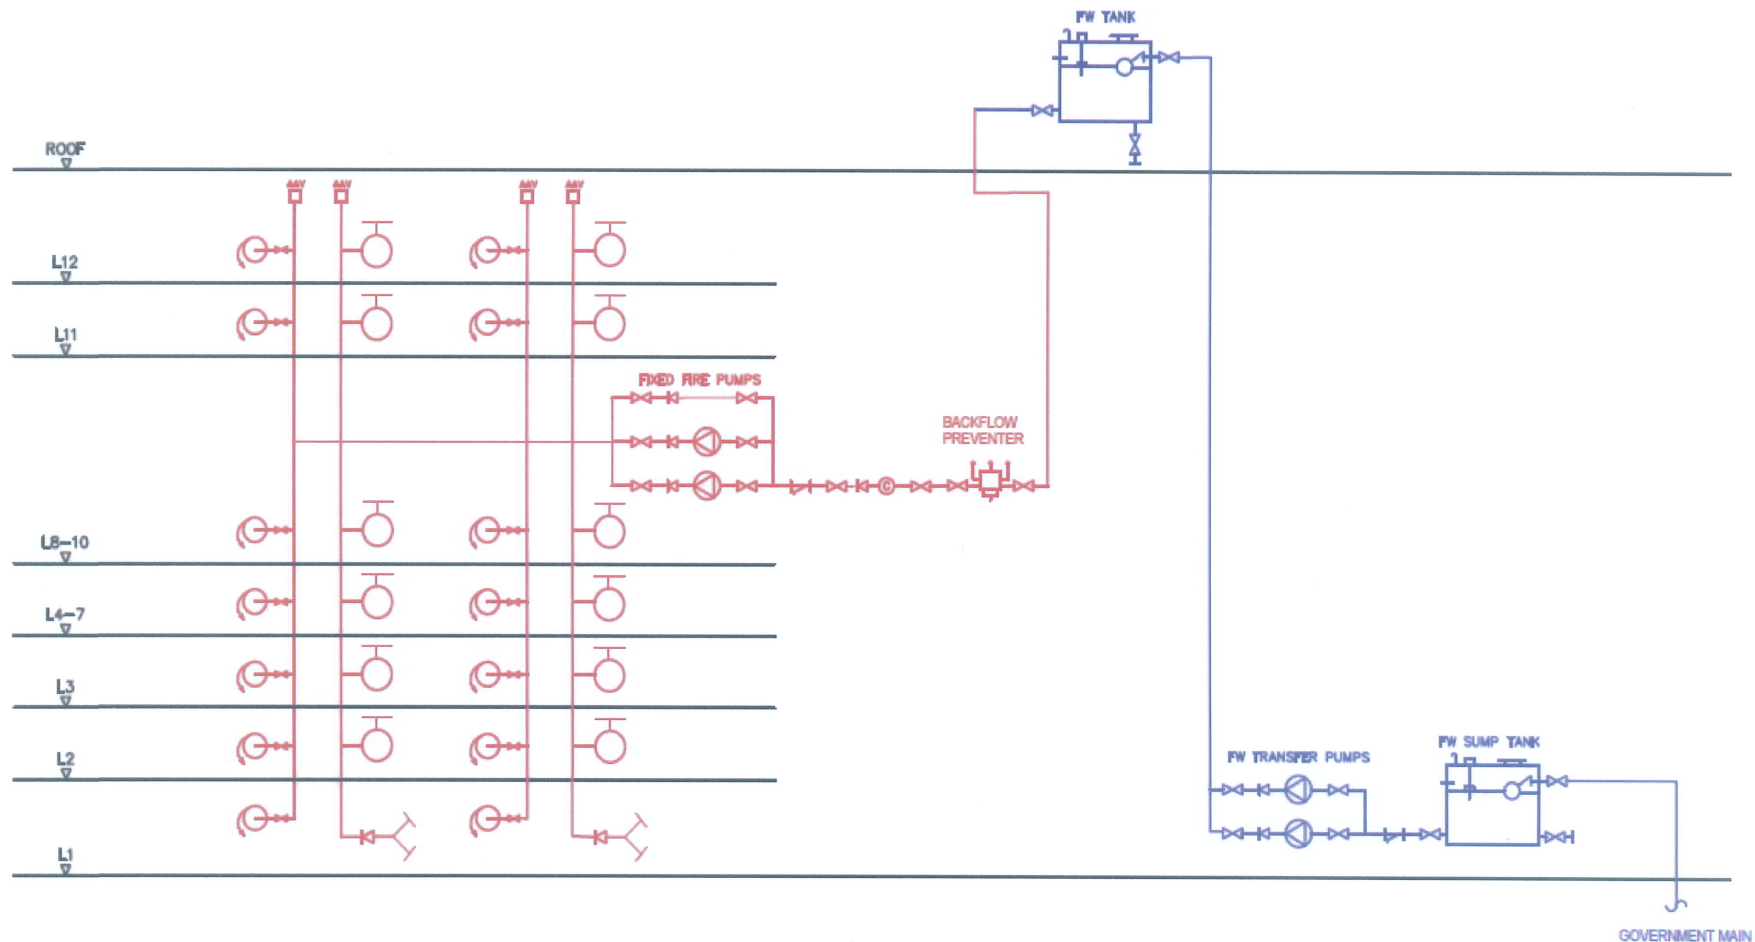 FW TANK
ROOF
AAV
AAV
AAV
AAV
L12
L11
FIXED FIRE PUMPS
BACKFLOW
PREVENTER
C
L8-10
L4-7
L3
L2
FW SUMP TANK
FW TRANSFER PUMPS
L1
GOVERNMENT MAIN